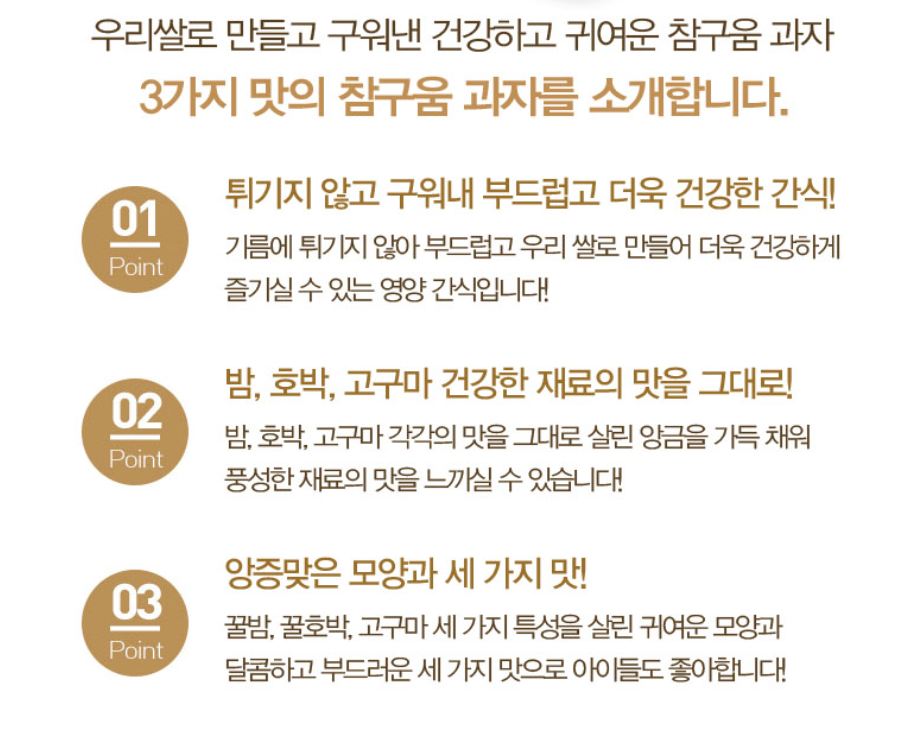 우리쌀로 만들고 구워낸 건강하고 귀여운 참구움 과자
3가지 맛의 참구움 과자를 소개합니다.
01
Point
튀기지 않고 구워내 부드럽고 더욱 건강한 간식!
기름에 튀기지 않아 부드럽고 우리 쌀로 만들어 더욱 건강하게
즐기실 수 있는 영양 간식입니다!
02
Point
밤, 호박, 고구마 건강한 재료의 맛을 그대로!
밤, 호박, 고구마 각각의 맛을 그대로 살린 앙금을 가득 채워
풍성한 재료의 맛을 느끼실 수 있습니다!
03
Point
앙증맞은 모양과 세 가지 맛!
꿀밤, 꿀호박, 고구마 세 가지 특성을 살린 귀여운 모양과
달콤하고 부드러운 세 가지 맛으로 아이들도 좋아합니다!